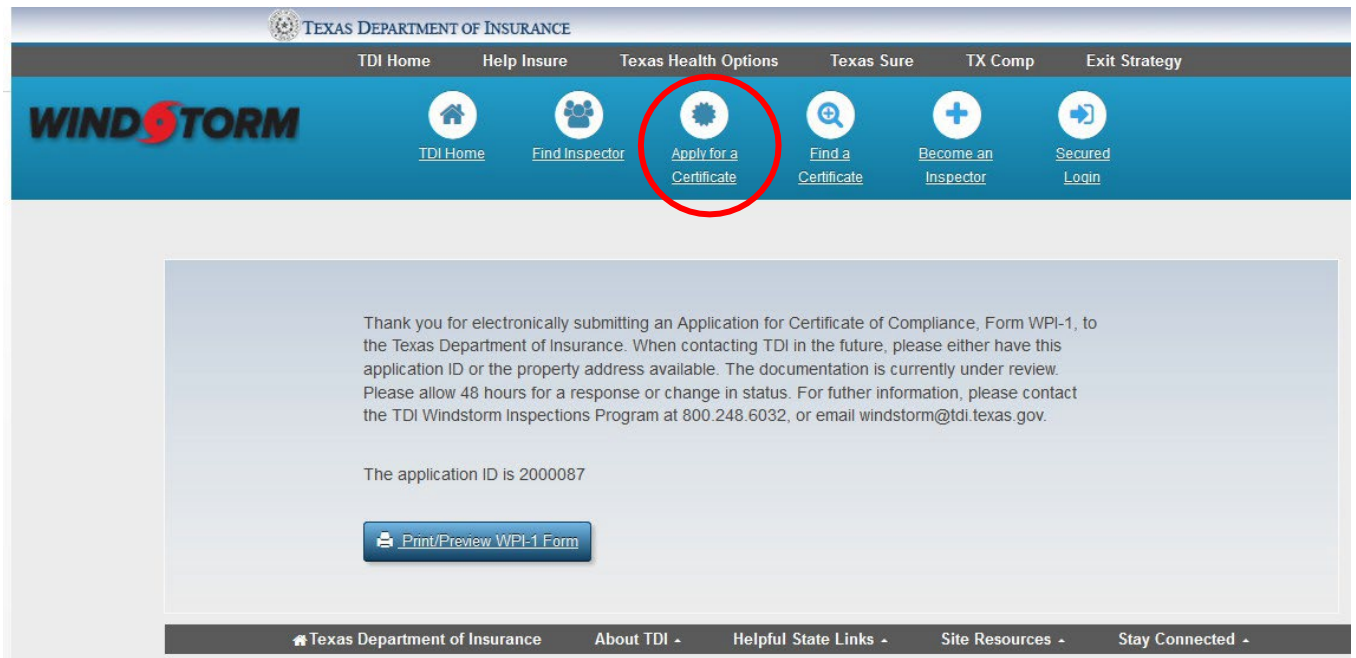 TEXAS DEPARTMENT OF INSURANCE
TDI Home Help Insure Texas Health Options Texas Sure TX Comp Exit Strategy
WINDSTORM
TDI Home Find Inspector Apply for a Find a Become an Secured
Certificate Certificate Inspector Login
Thank you for electronically submitting an Application for Certificate of Compliance, Form WPI-1, to
the Texas Department of Insurance. When contacting TDI in the future, please either have this
application ID or the property address available. The documentation is currently under review.
Please allow 48 hours for a response or change in status. For futher information, please contact
the TDI Windstorm Inspections Program at 800.248.6032, or email windstorm@tdi.texas.gov.
The application ID is 2000087
Print/Preview WPI-1 Form
Texas Department of Insurance About TDI Helpful State Links Site Resources Stay Connected